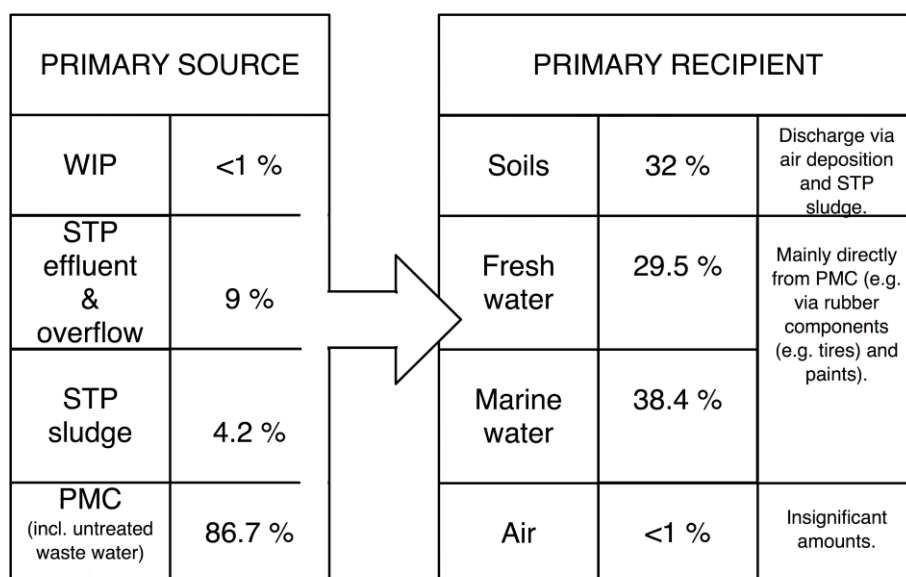 PRIMARY SOURCE
WIP
<1 %
STP
effluent
&
overflow
9 %
STP
sludge
4.2 %
PMC
(incl. untreated
waste water)
86.7 %
PRIMARY RECIPIENT
Soils
32 %
Discharge via
air deposition
and STP
sludge.
Fresh
water
29.5 %
Mainly directly
from PMC (e.g.
via rubber
components
(e.g. tires) and
paints).
Marine
water
38.4 %
Air
<1 %
Insignificant
amounts.